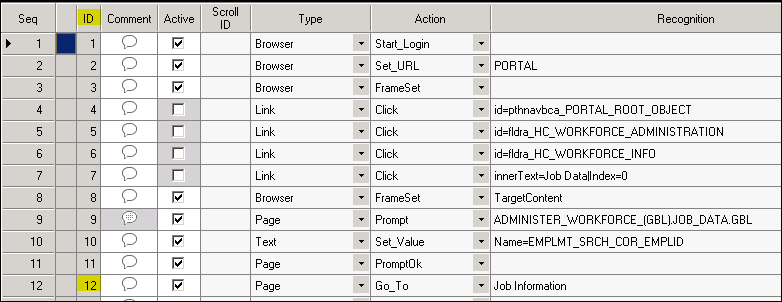 Seq ID Comment Active Scroll ID Type Action Recognition
1 1 Browser Start_Login
2 2 Browser Set_URL PORTAL
3 3 Browser FrameSet
4 4 Link Click id=pthnavbca_PORTAL_ROOT_OBJECT
5 5 Link Click id=fldra_HC_WORKFORCE_ADMINISTRATION
6 6 Link Click id=fldra_HC_WORKFORCE_INFO
7 7 Link Click innerText=Job Data|Index=0
8 8 Browser FrameSet TargetContent
9 9 Page Prompt ADMINISTER_WORKFORCE_(GBL).JOB_DATA.GBL
10 10 Text Set_Value Name=EMPLMT_SRCH_COR_EMPLID
11 11 Page PromptOk
12 12 Page Go_To Job Information